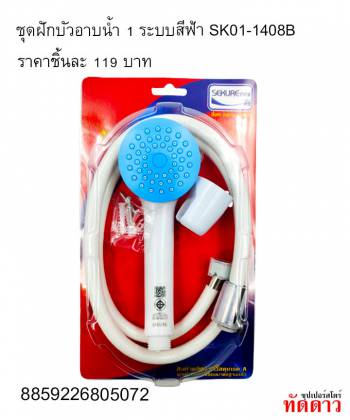 ชุดฝักบัวอาบน้ำ 1 ระบบสีฟ้า SK01-1408B
ราคาชิ้นละ 119 บาท
SEKURE
8859226805072
ซุปเปอร์สโตร์
ทัดดาว